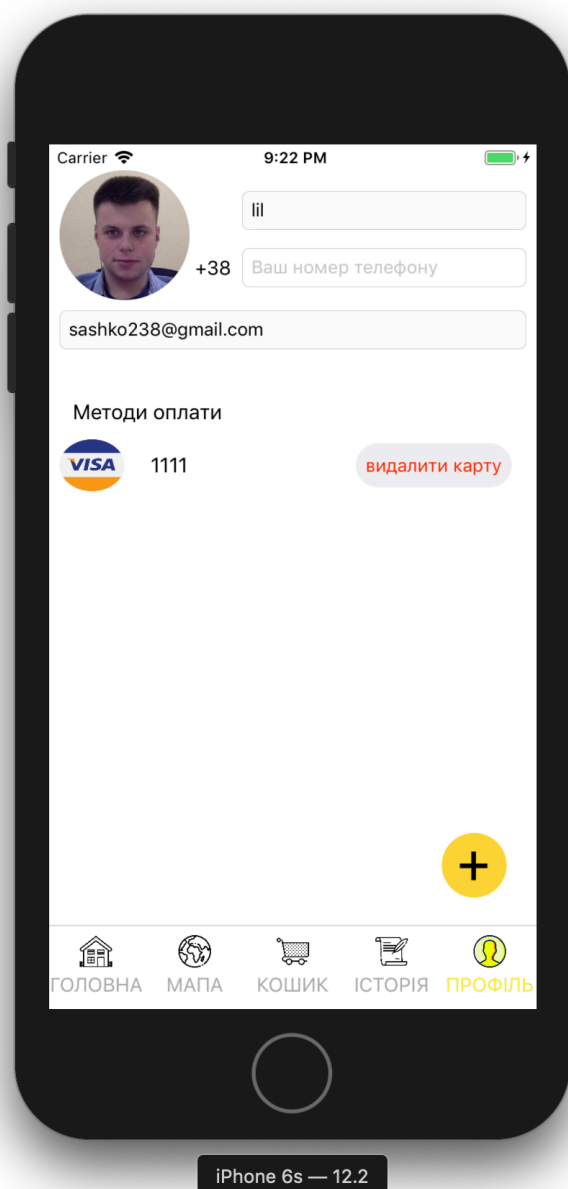 Carrier 9:22 PM
lil
+38 Ваш номер телефону
sashko238@gmail.com
Методи оплати
VISA 1111 видалити карту
+
ГОЛОВНА МАПА КОШИК ІСТОРІЯ ПРОФІЛЬ
iPhone 6s — 12.2